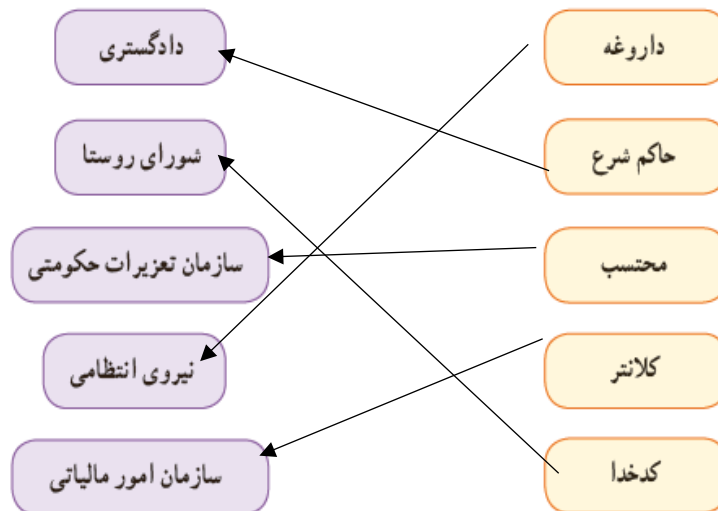 داروغه
دادگستری
حاکم شرع
شورای روستا
محتسب
سازمان تعزیرات حکومتی
کلانتر
نیروی انتظامی
کدخدا
سازمان امور مالیاتی